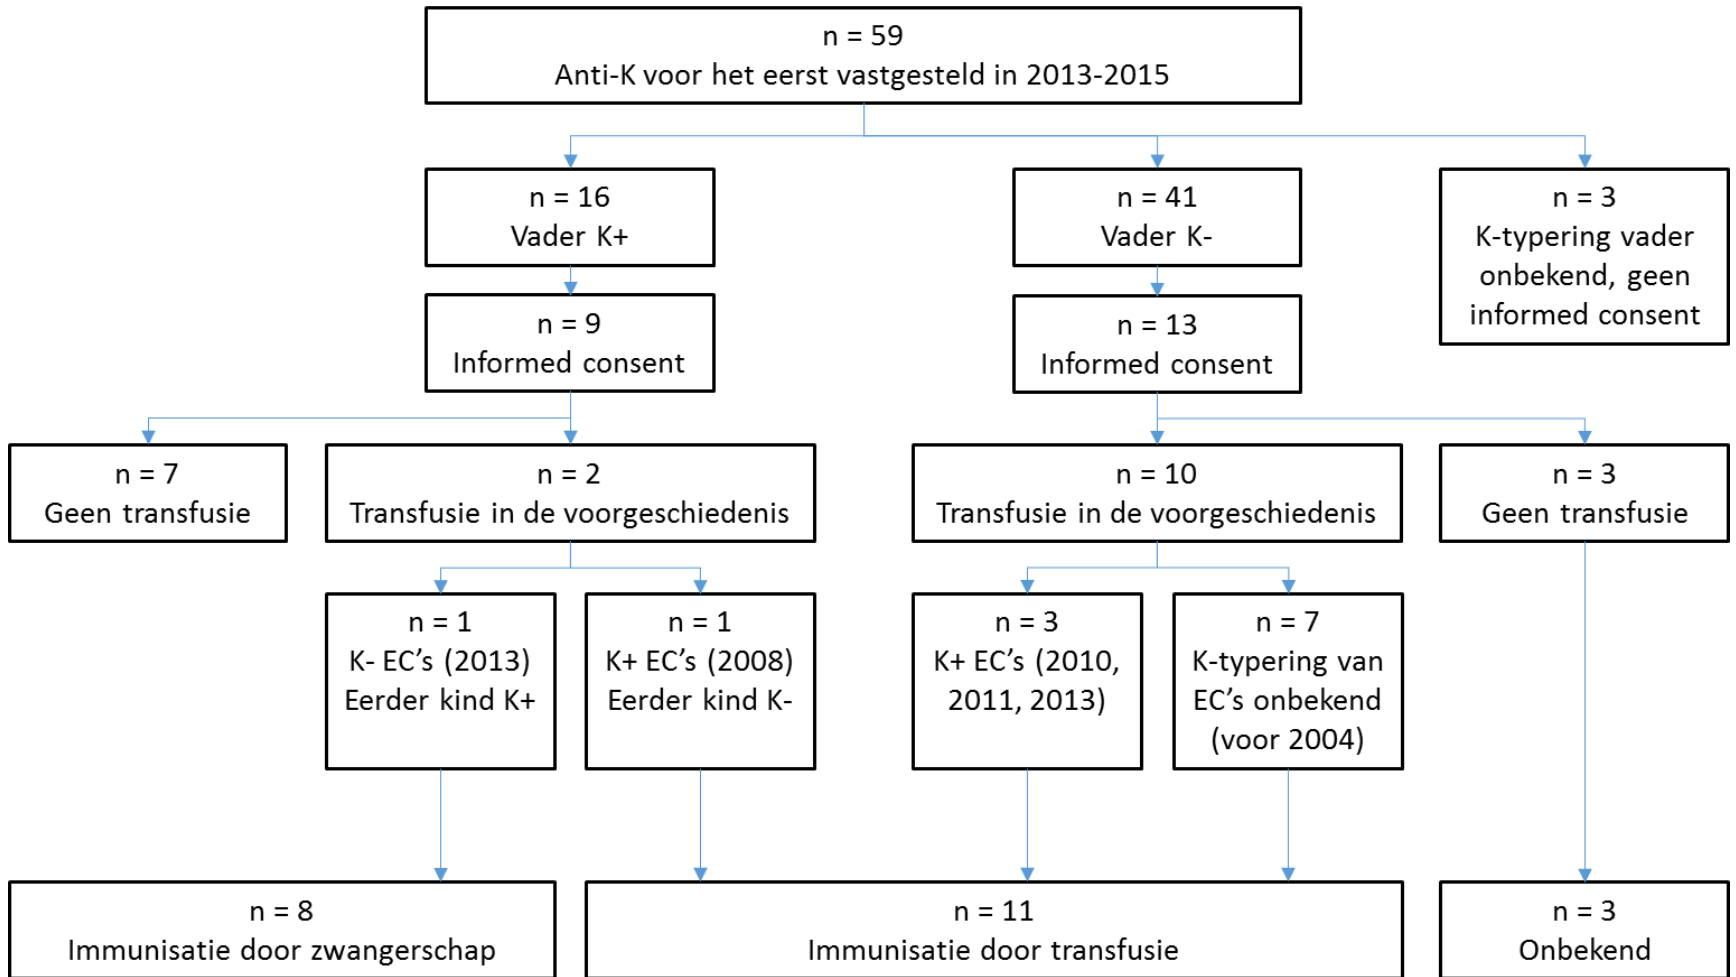 n = 59
Anti-K voor het eerst vastgesteld in 2013-2015
n = 16
Vader K+
n = 41
Vader K-
n = 3
K-typering vader
onbekend, geen
informed consent
n = 9
Informed consent
n = 13
Informed consent
n = 7
Geen transfusie
n = 2
Transfusie in de voorgeschiedenis
n = 10
Transfusie in de voorgeschiedenis
n = 3
Geen transfusie
n = 1
K- EC’s (2013)
Eerder kind K+
n = 1
K+ EC’s (2008)
Eerder kind K-
n = 3
K+ EC’s (2010,
2011, 2013)
n = 7
K-typering van
EC’s onbekend
(voor 2004)
n = 8
Immunisatie door zwangerschap
n = 11
Immunisatie door transfusie
n = 3
Onbekend